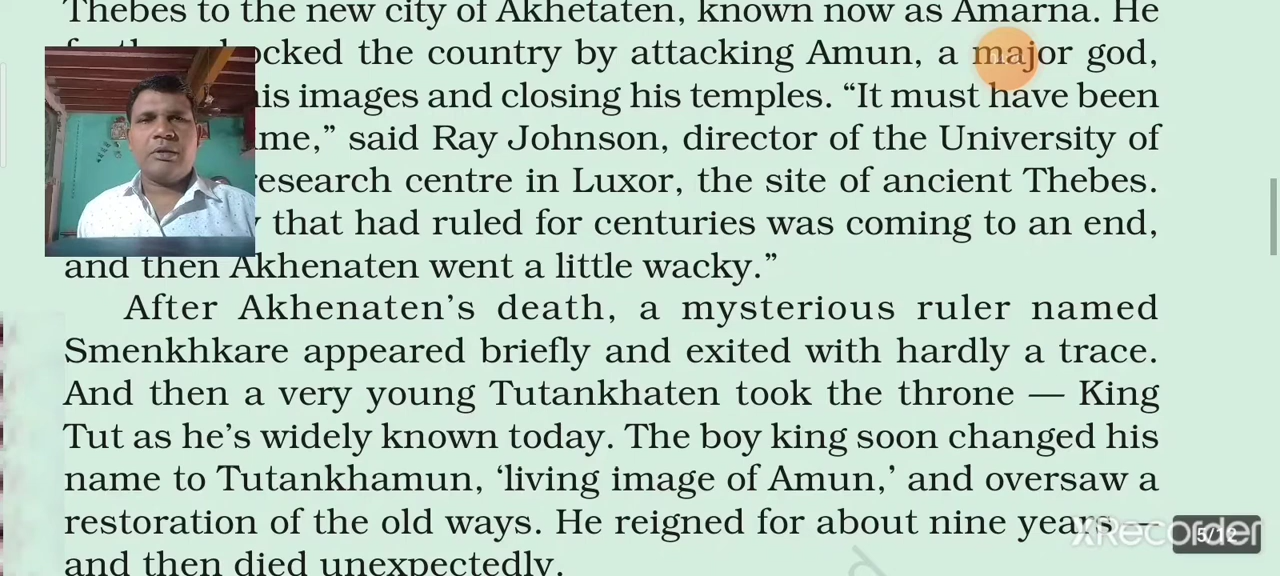 Thebes to the new city of Akhetaten, known now as Amarna. He
shocked the country by attacking Amun, a major god,
his images and closing his temples. “It must have been
time,” said Ray Johnson, director of the University of
research centre in Luxor, the site of ancient Thebes.
that had ruled for centuries was coming to an end,
and then Akhenaten went a little wacky.”
After Akhenaten’s death, a mysterious ruler named
Smenkhkare appeared briefly and exited with hardly a trace.
And then a very young Tutankhaten took the throne — King
Tut as he’s widely known today. The boy king soon changed his
name to Tutankhamun, ‘living image of Amun,’ and oversaw a
restoration of the old ways. He reigned for about nine years —
and then died unexpectedly.
XRecorder
5/12